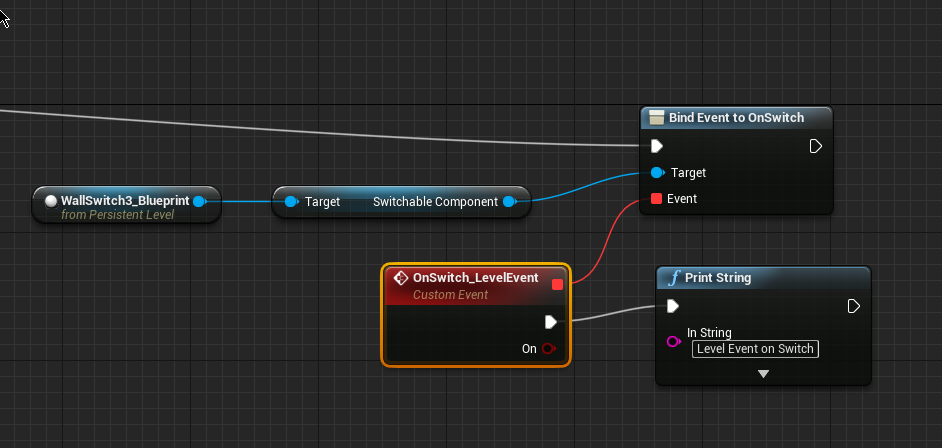 Bind Event to OnSwitch
Target
Event
WallSwitch3_Blueprint
from Persistent Level
Target Switchable Component
OnSwitch_LevelEvent
Custom Event
On
Print String
In String
Level Event on Switch